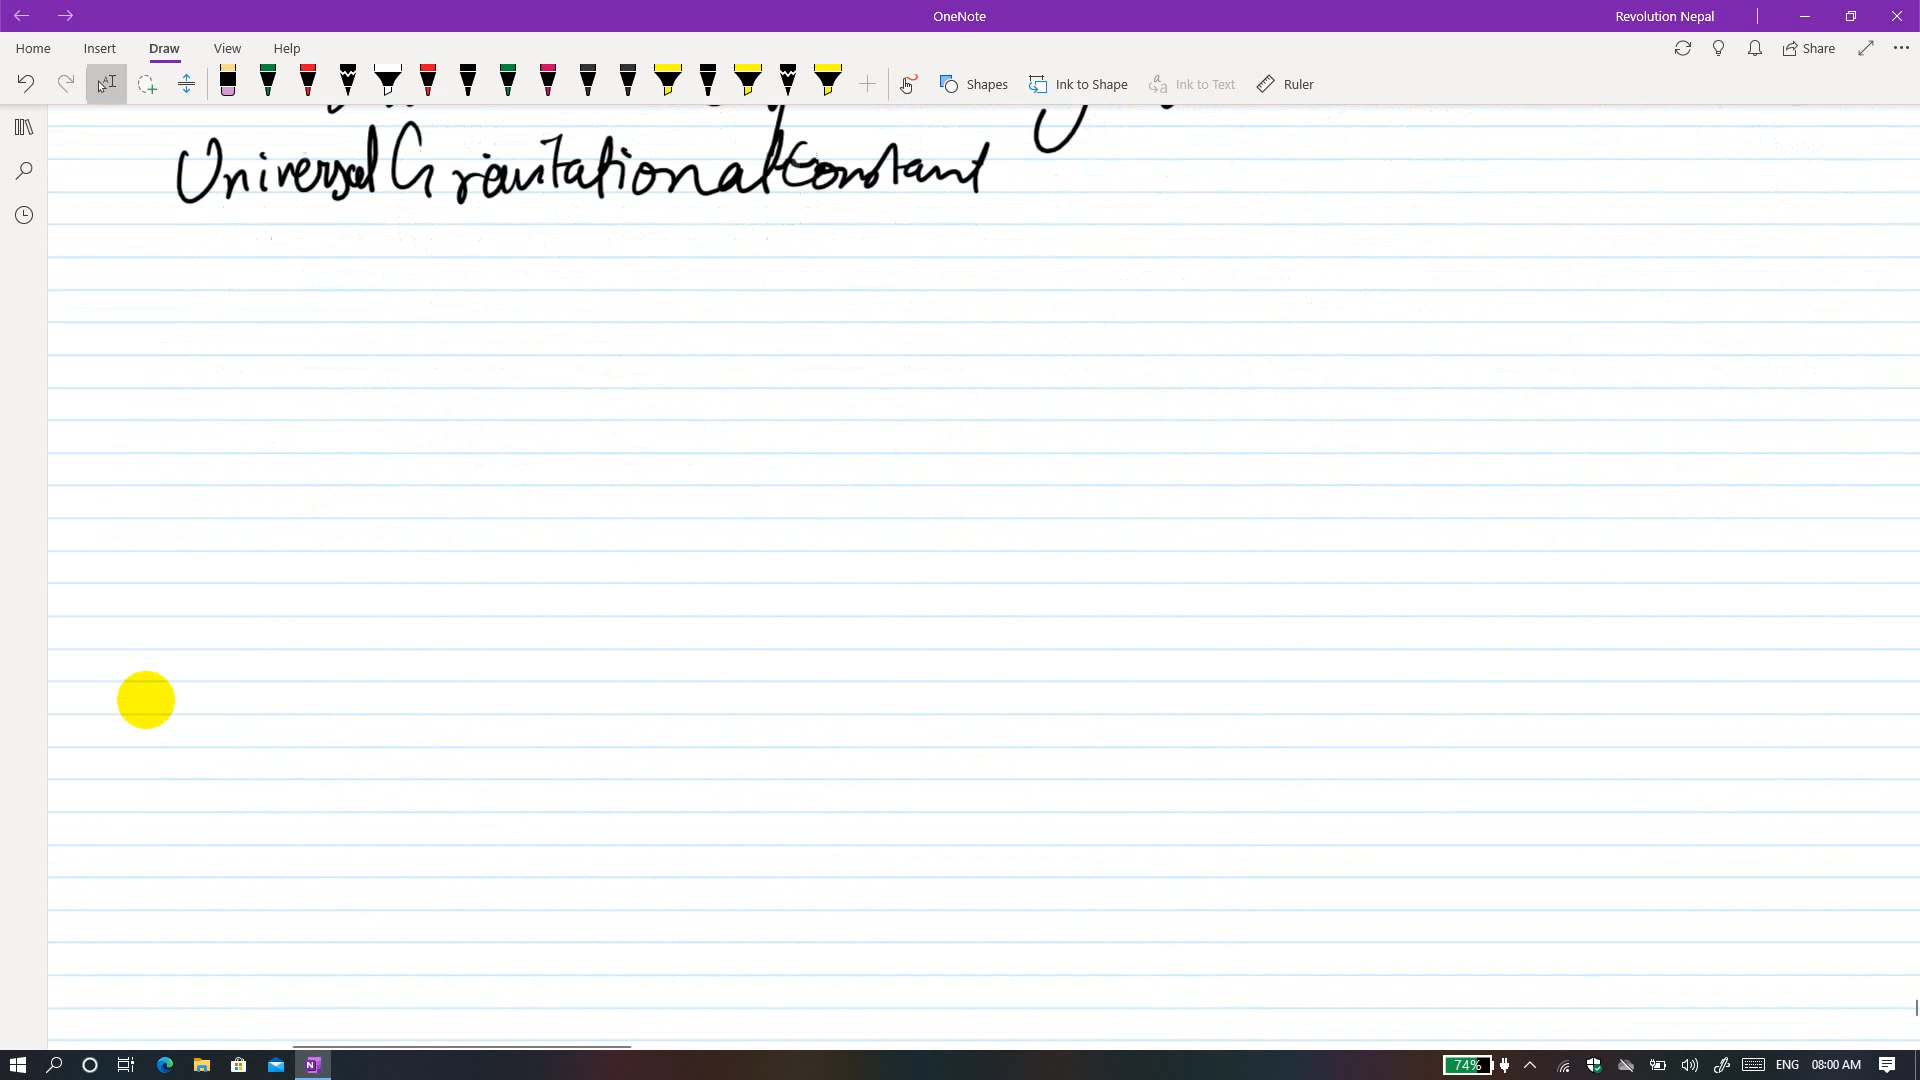 OneNote
Revolution Nepal
Home Insert Draw View Help
Share
Shapes Ink to Shape Ink to Text Ruler
Universal Gravitational Constant
74% ENG 08:00 AM